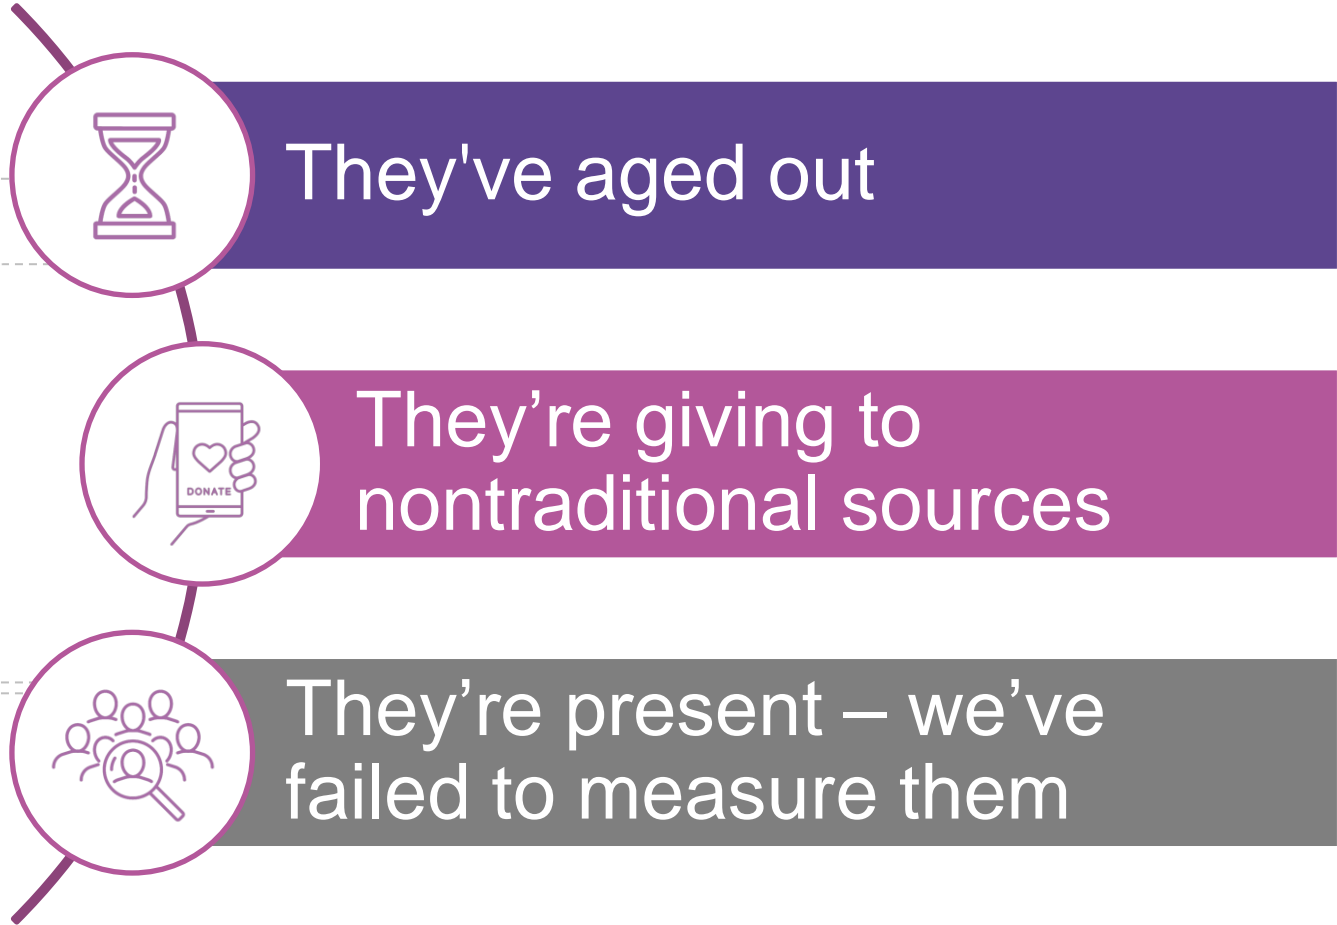 They've aged out
They’re giving to
nontraditional sources
DONATE
They’re present – we’ve
failed to measure them